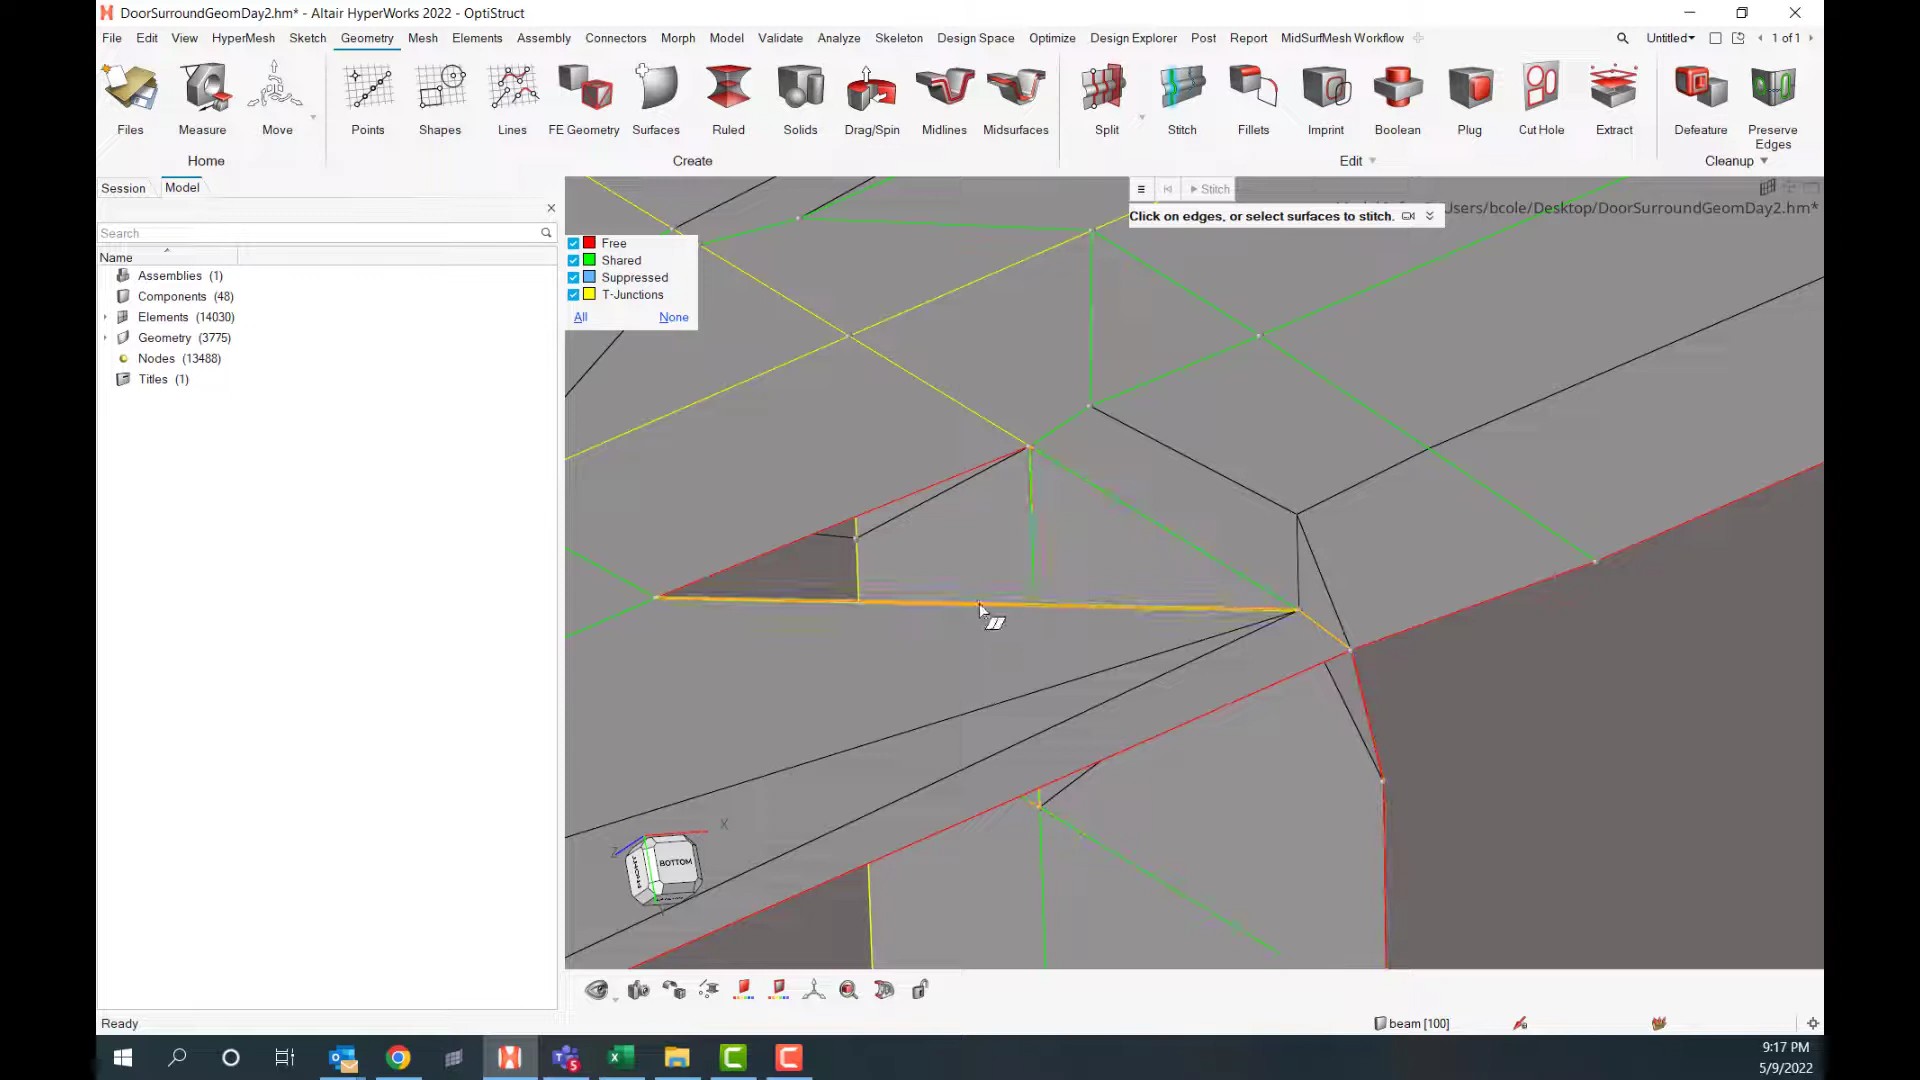 DoorSurroundGeomDay2.hm* - Altair HyperWorks 2022 - OptiStruct
File Edit View HyperMesh Sketch Geometry Mesh Elements Assembly Connectors Morph Model Validate Analyze Skeleton Design Space Optimize Design Explorer Post Report MidSurfMesh Workflow Untitled 1 of 1
Files Measure Move Points Shapes Lines FE Geometry Surfaces Ruled Solids Drag/Spin Midlines Midsurfaces Split Stitch Fillets Imprint Boolean Plug Cut Hole Extract Defeature Preserve Edges
Home Create Edit Cleanup
Session Model
Stitch
Click on edges, or select surfaces to stitch.
Users/bcole/Desktop/DoorSurroundGeomDay2.hm*
Search
Name
Assemblies (1)
Components (48)
Elements (14030)
Geometry (3775)
Nodes (13488)
Titles (1)
Free
Shared
Suppressed
T-Junctions
All None
X
Z
BOTTOM
Ready
beam [100]
9:17 PM
5/9/2022